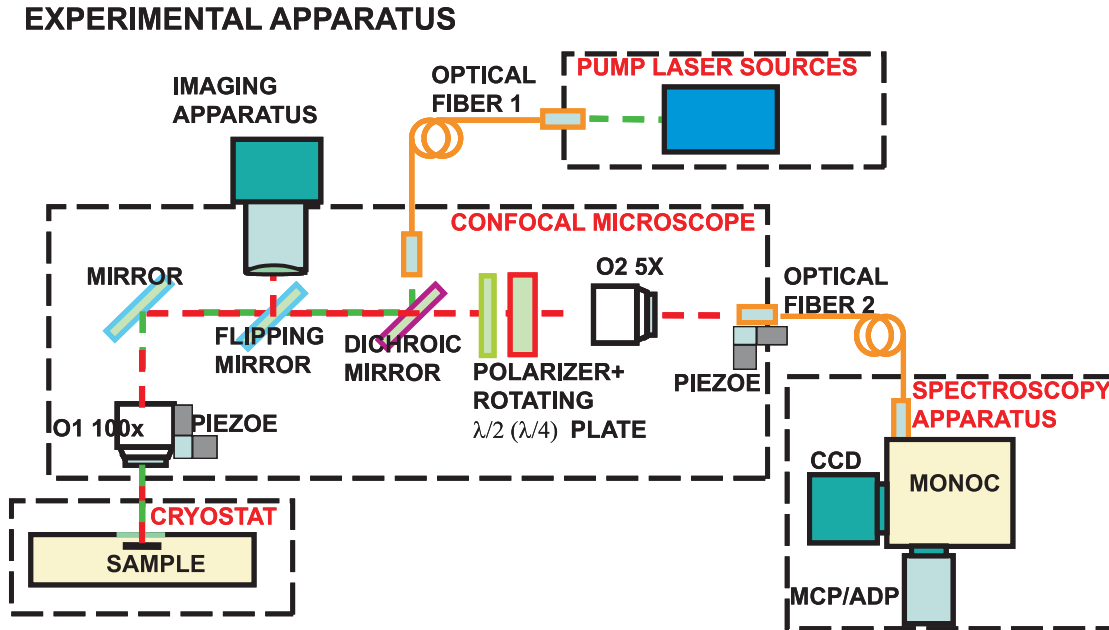 EXPERIMENTAL APPARATUS
IMAGING
APPARATUS
OPTICAL
FIBER 1
PUMP LASER SOURCES
CONFOCAL MICROSCOPE
MIRROR
FLIPPING
MIRROR
DICHROIC
MIRROR
O2 5X
POLARIZER+
ROTATING
λ/2 (λ/4) PLATE
OPTICAL
FIBER 2
PIEZOE
O1 100x
PIEZOE
SPECTROSCOPY
APPARATUS
CCD
MONOC
MCP/ADP
CRYOSTAT
SAMPLE